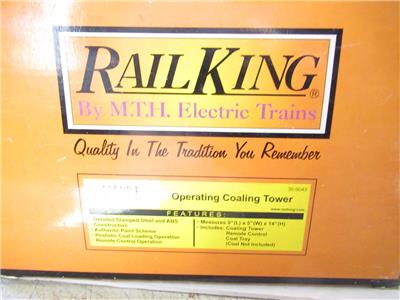 RAILKING®
By M.T.H. Electric Trains
Quality In The Tradition You Remember
30-9043
Operating Coaling Tower
FEATURES:
Detailed Stamped Steel and ABS
Construction
- Authentic Paint Scheme
- Realistic Coal Loading Operation
- Remote Control Operation
- Measures 9"(L) x 5"(W) x 14"(H)
- Includes: Coaling Tower
Remote Control
Coal Tray
(Coal Not Included)